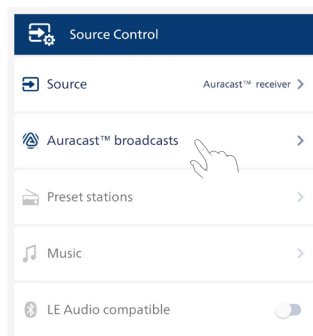 Source Control
Source Auracast™ receiver
Auracast™ broadcasts
Preset stations
Music
LE Audio compatible